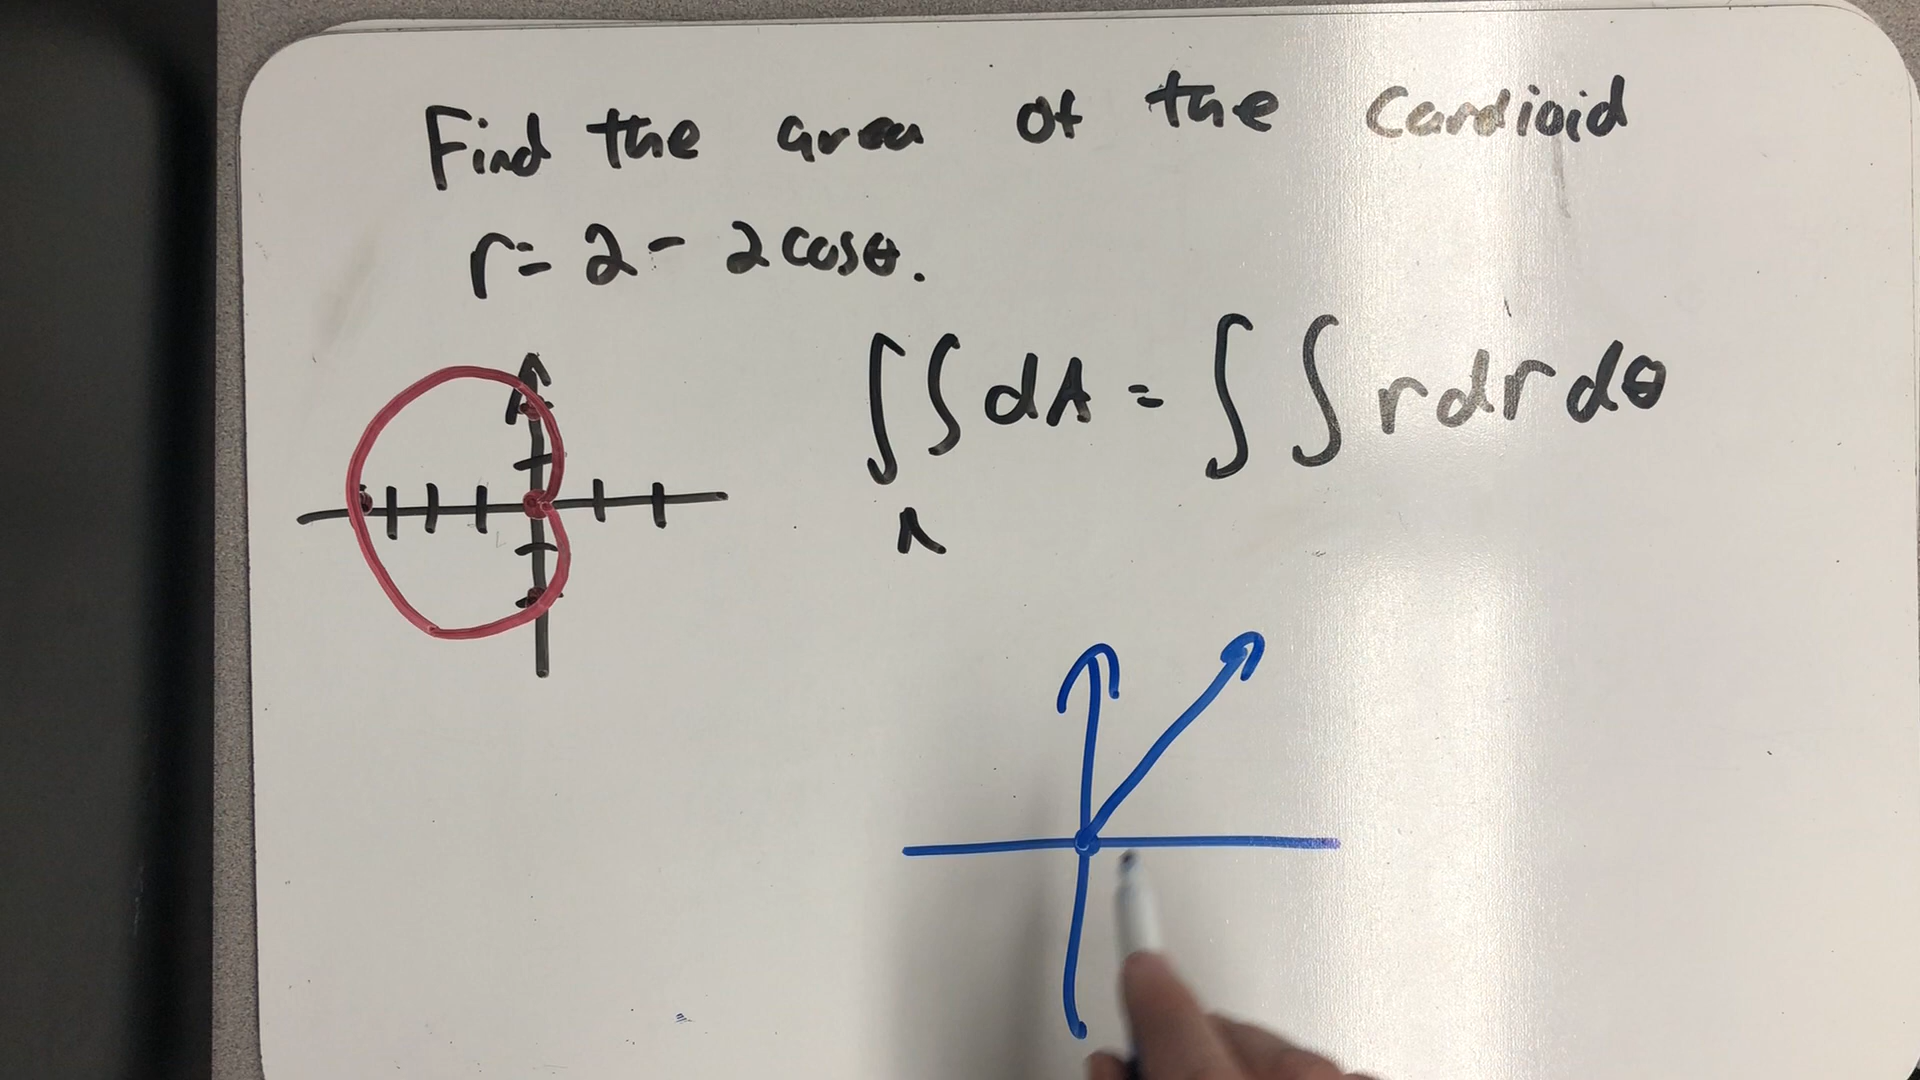 Find the area of the Cardioid
r = 2 - 2cosθ.
∫∫ dA = ∫∫ r dr dθ